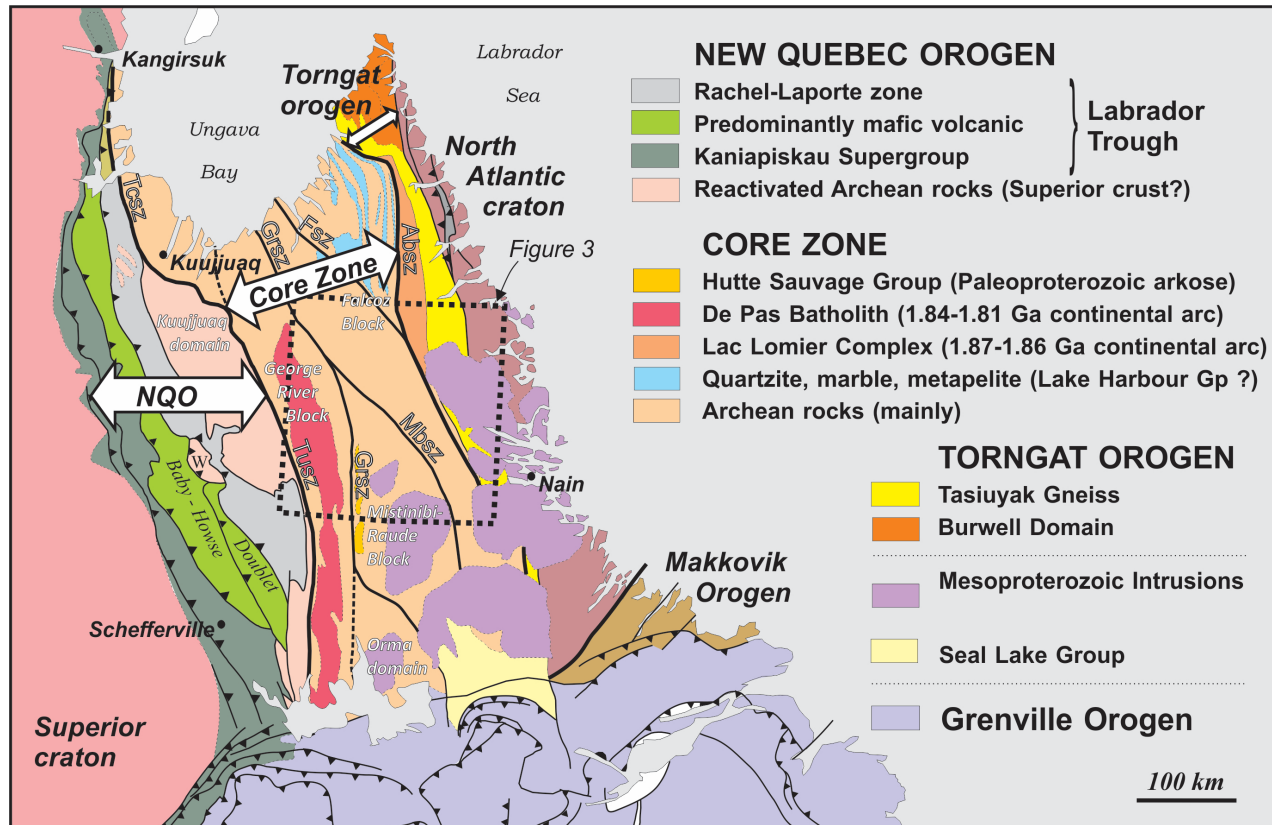 Kangirsuk
Ungava
Bay
Torngat
orogen
Labrador
Sea
North
Atlantic
craton
Figure 3
Tcsz
Kuujjuaq
Grsz
Fsz
Absz
Core Zone
Kuujjuaq
domain
Falcoz
Block
NQO
George
River
Block
Tusz
Grsz
Mbsz
W
Baby - Howse
Doublet
Mistinibi-
Raude
Block
Nain
Schefferville
Orma
domain
Makkovik
Orogen
Superior
craton
NEW QUEBEC OROGEN
Rachel-Laporte zone
Predominantly mafic volcanic
Kaniapiskau Supergroup
Labrador
Trough
Reactivated Archean rocks (Superior crust?)
CORE ZONE
Hutte Sauvage Group (Paleoproterozoic arkose)
De Pas Batholith (1.84-1.81 Ga continental arc)
Lac Lomier Complex (1.87-1.86 Ga continental arc)
Quartzite, marble, metapelite (Lake Harbour Gp ?)
Archean rocks (mainly)
TORNGAT OROGEN
Tasiuyak Gneiss
Burwell Domain
Mesoproterozoic Intrusions
Seal Lake Group
Grenville Orogen
100 km